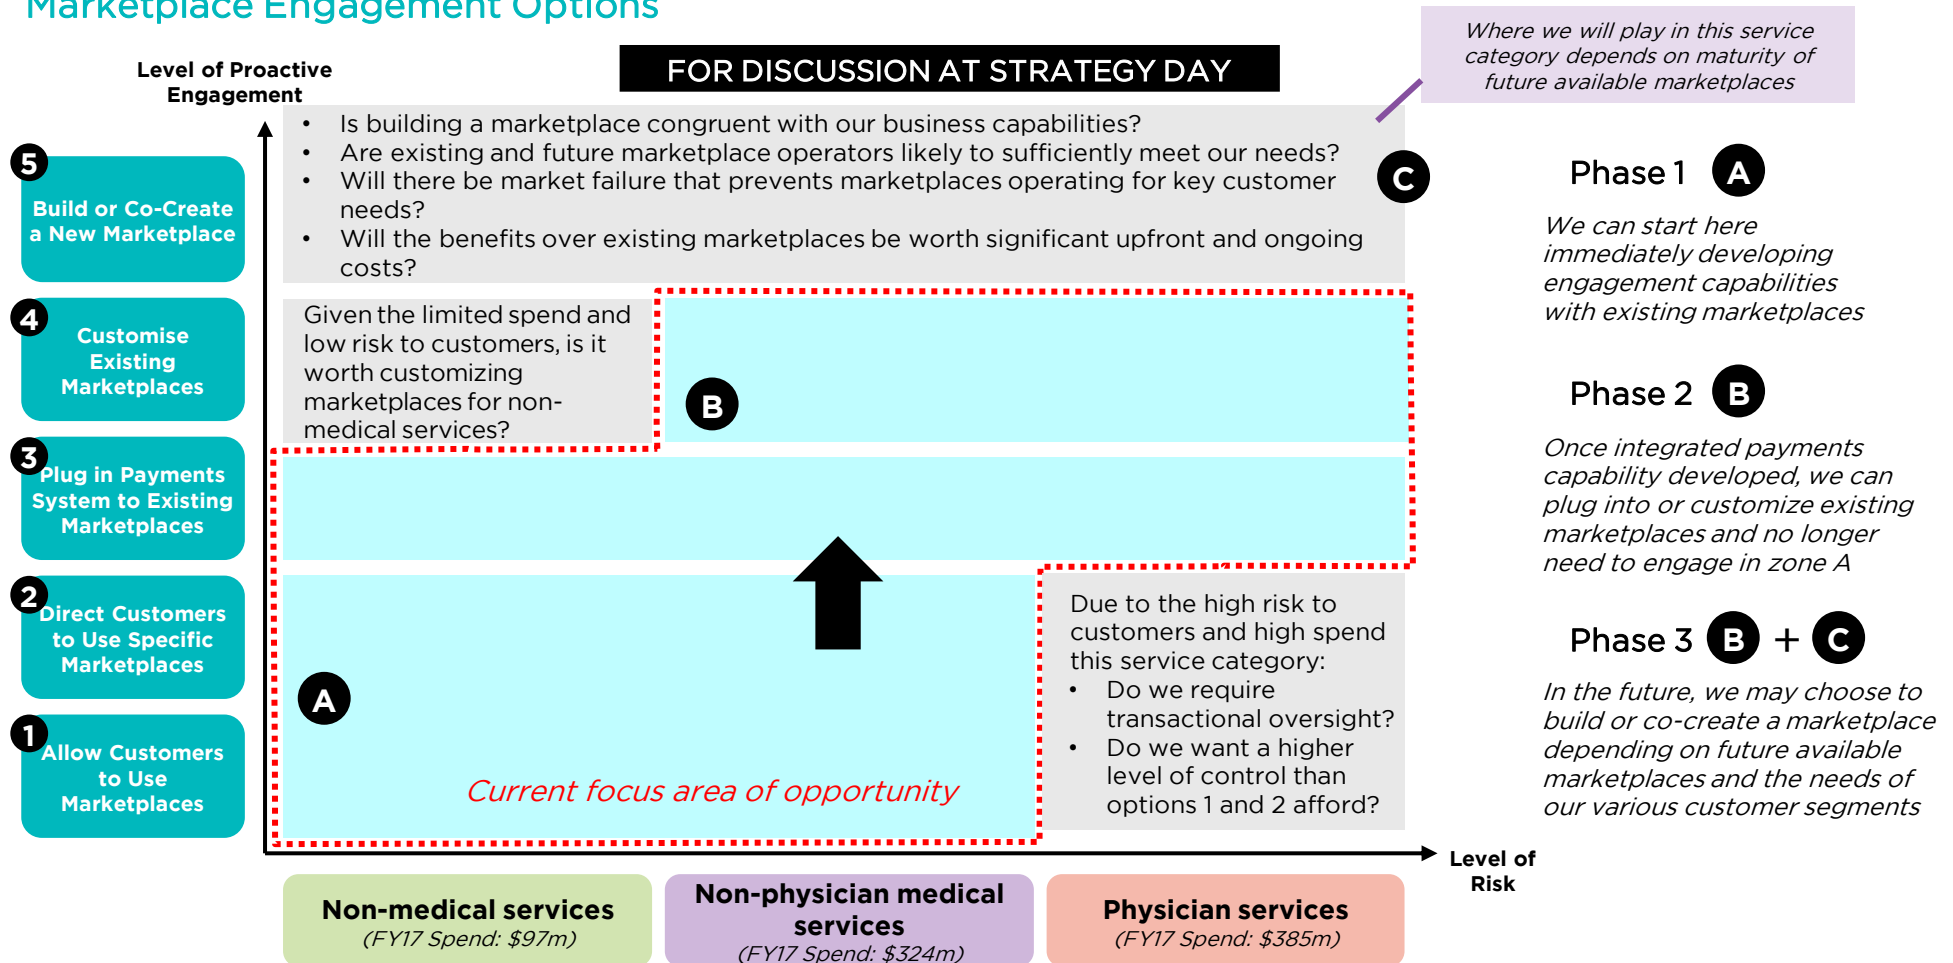 Marketplace Engagement Options
Where we will play in this service
category depends on maturity of
future available marketplaces
FOR DISCUSSION AT STRATEGY DAY
Level of Proactive
Engagement
• Is building a marketplace congruent with our business capabilities?
• Are existing and future marketplace operators likely to sufficiently meet our needs?
• Will there be market failure that prevents marketplaces operating for key customer
needs?
• Will the benefits over existing marketplaces be worth significant upfront and ongoing
costs?
C
5
Build or Co-Create
a New Marketplace
4
Customise
Existing
Marketplaces
Given the limited spend and
low risk to customers, is it
worth customizing
marketplaces for non-
medical services?
B
3
Plug in Payments
System to Existing
Marketplaces
2
Direct Customers
to Use Specific
Marketplaces
1
Allow Customers
to Use
Marketplaces
A
Current focus area of opportunity
Due to the high risk to
customers and high spend
this service category:
• Do we require
transactional oversight?
• Do we want a higher
level of control than
options 1 and 2 afford?
Level of
Risk
Non-medical services
(FY17 Spend: $97m)
Non-physician medical
services
(FY17 Spend: $324m)
Physician services
(FY17 Spend: $385m)
Phase 1 A
We can start here
immediately developing
engagement capabilities
with existing marketplaces
Phase 2 B
Once integrated payments
capability developed, we can
plug into or customize existing
marketplaces and no longer
need to engage in zone A
Phase 3 B + C
In the future, we may choose to
build or co-create a marketplace
depending on future available
marketplaces and the needs of
our various customer segments